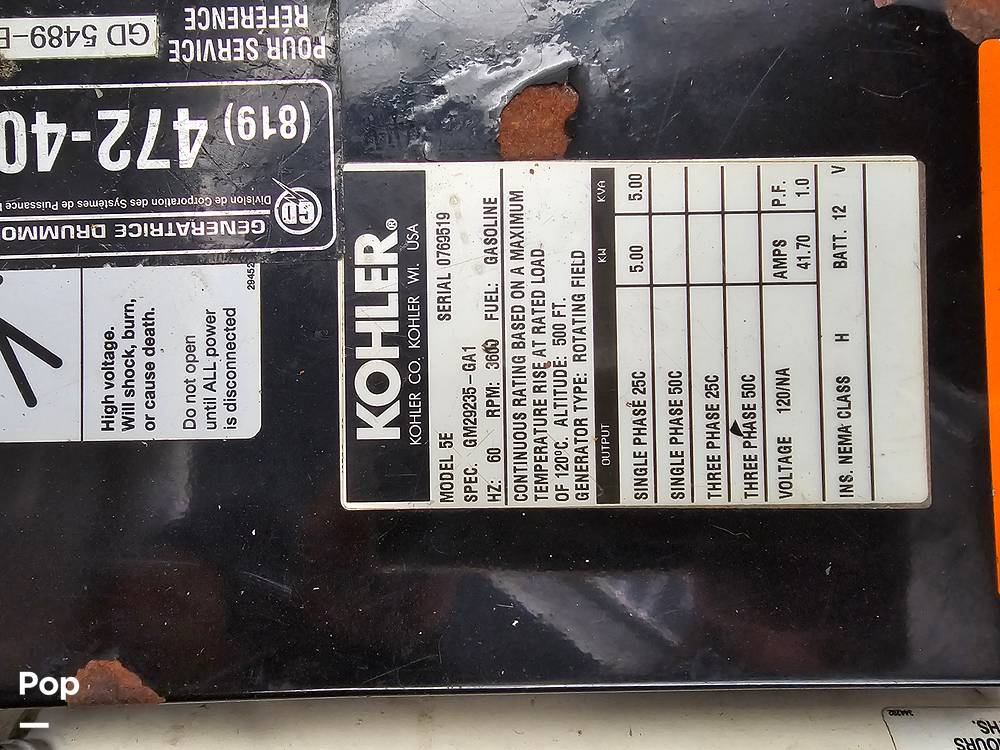 KOHLER®
KOHLER CO. KOHLER WI. USA
MODEL 5E SERIAL 0769519
SPEC. GM29235-GA1
HZ: 60 RPM: 3600 FUEL: GASOLINE
CONTINUOUS RATING BASED ON A MAXIMUM
TEMPERATURE RISE AT RATED LOAD
OF 120°C. ALTITUDE: 500 FT.
GENERATOR TYPE: ROTATING FIELD
OUTPUT KW KVA
SINGLE PHASE 25C 5.00 5.00
SINGLE PHASE 50C
THREE PHASE 25C
THREE PHASE 50C
VOLTAGE 120/NA AMPS 41.70 P.F. 1.0
INS. NEMA CLASS H BATT. 12 V
High voltage.
Will shock, burn,
or cause death.
Do not open
until ALL power
is disconnected
29452
GD
GENERATRICE DRUMMO
Division de Corporation des Systèmes de Puissance
(819) 472-40
POUR SERVICE
RÉFÉRENCE
GD 5489-E
OURS
HS.
Pop